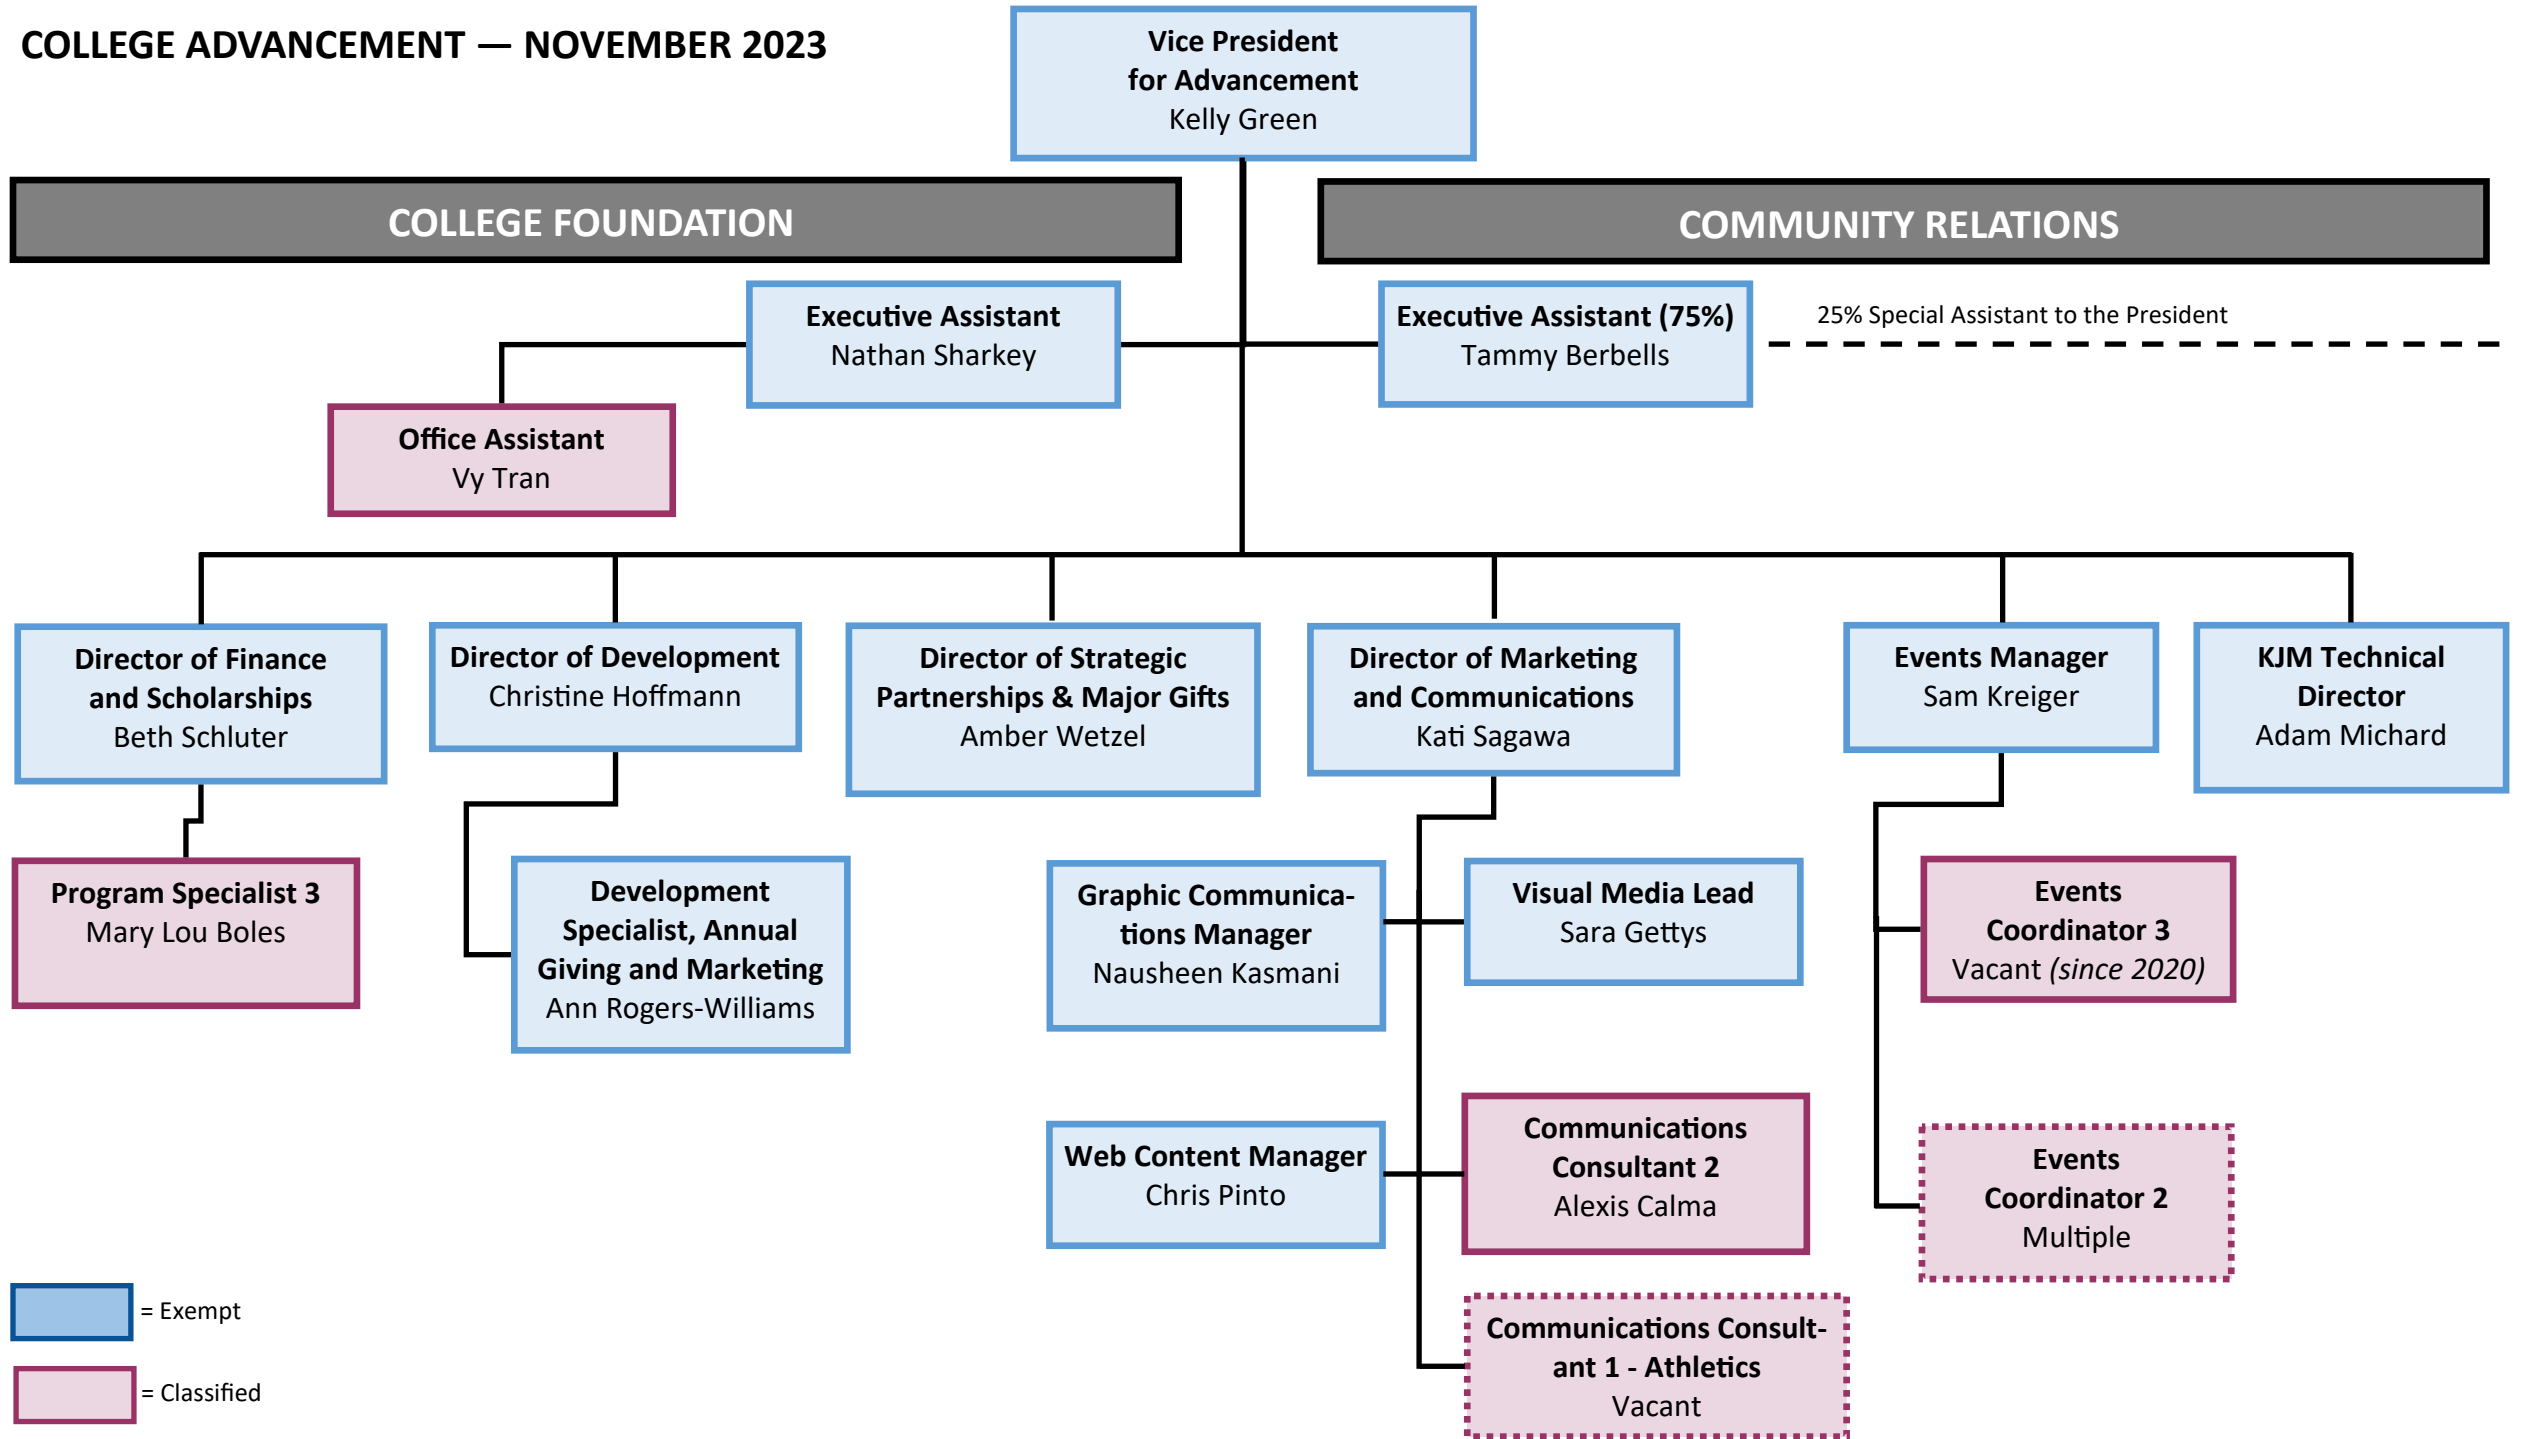 COLLEGE ADVANCEMENT — NOVEMBER 2023
Vice President
for Advancement
Kelly Green
COLLEGE FOUNDATION
COMMUNITY RELATIONS
Executive Assistant
Nathan Sharkey
Executive Assistant (75%)
Tammy Berbells
25% Special Assistant to the President
Office Assistant
Vy Tran
Director of Finance
and Scholarships
Beth Schluter
Director of Development
Christine Hoffmann
Director of Strategic
Partnerships & Major Gifts
Amber Wetzel
Director of Marketing
and Communications
Kati Sagawa
Events Manager
Sam Kreiger
KJM Technical
Director
Adam Michard
Program Specialist 3
Mary Lou Boles
Development
Specialist, Annual
Giving and Marketing
Ann Rogers-Williams
Graphic Communica-
tions Manager
Nausheen Kasmani
Visual Media Lead
Sara Gettys
Events
Coordinator 3
Vacant (since 2020)
Web Content Manager
Chris Pinto
Communications
Consultant 2
Alexis Calma
Events
Coordinator 2
Multiple
Communications Consult-
ant 1 - Athletics
Vacant
= Exempt
= Classified